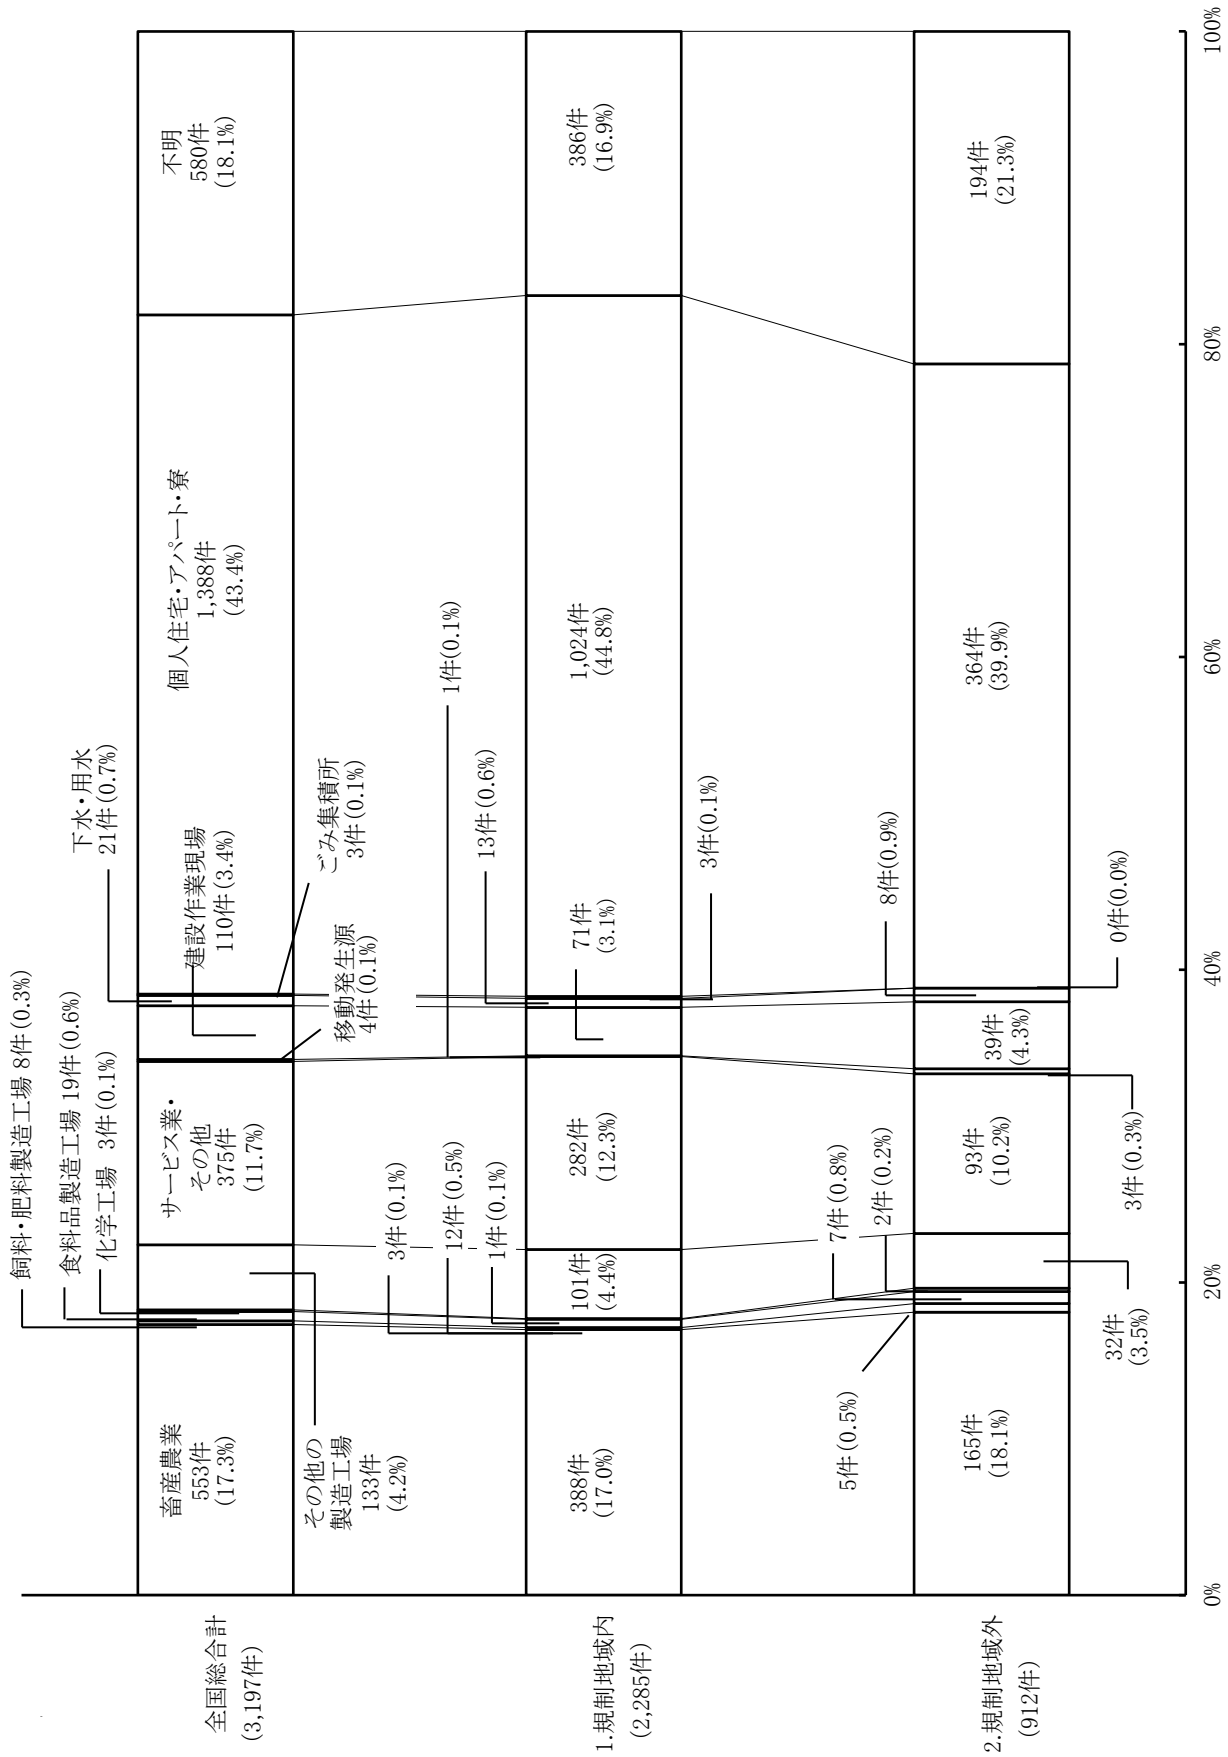 飼料・肥料製造工場 8件(0.3%)
食料品製造工場 19件(0.6%)
化学工場 3件(0.1%)
下水・用水
21件(0.7%)
全国総合計
(3,197件)
畜産農業
553件
(17.3%)
サービス業・
その他
375件
(11.7%)
建設作業現場
110件(3.4%)
個人住宅・アパート・寮
1,388件
(43.4%)
不明
580件
(18.1%)
その他の
製造工場
133件
(4.2%)
移動発生源
4件(0.1%)
ごみ集積所
3件(0.1%)
3件(0.1%)
12件(0.5%)
1件(0.1%)
1件(0.1%)
13件(0.6%)
1.規制地域内
(2,285件)
388件
(17.0%)
101件
(4.4%)
282件
(12.3%)
71件
(3.1%)
1,024件
(44.8%)
386件
(16.9%)
3件(0.1%)
5件(0.5%)
7件(0.8%)
2件(0.2%)
8件(0.9%)
2.規制地域外
(912件)
165件
(18.1%)
93件
(10.2%)
39件
(4.3%)
364件
(39.9%)
194件
(21.3%)
32件
(3.5%)
3件(0.3%)
0件(0.0%)
0%
20%
40%
60%
80%
100%